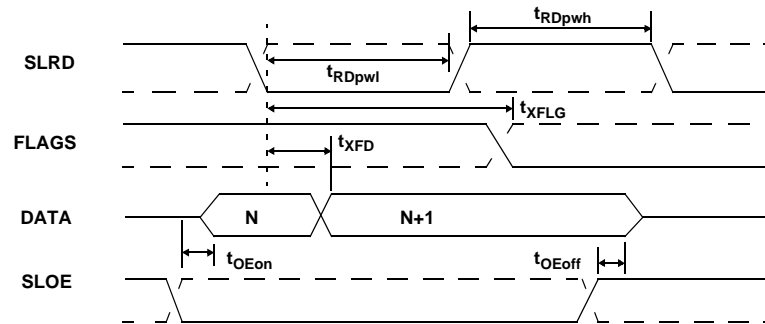 tRDpwh
SLRD
tRDpwl
tXFLG
FLAGS
tXFD
DATA
N
N+1
tOEon
tOEoff
SLOE